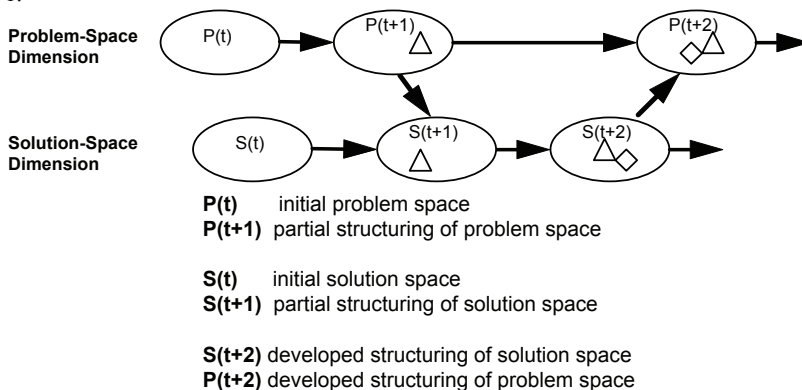 Problem-Space
Dimension
P(t)
P(t+1)
P(t+2)
Solution-Space
Dimension
S(t)
S(t+1)
S(t+2)
P(t) initial problem space
P(t+1) partial structuring of problem space
S(t) initial solution space
S(t+1) partial structuring of solution space
S(t+2) developed structuring of solution space
P(t+2) developed structuring of problem space